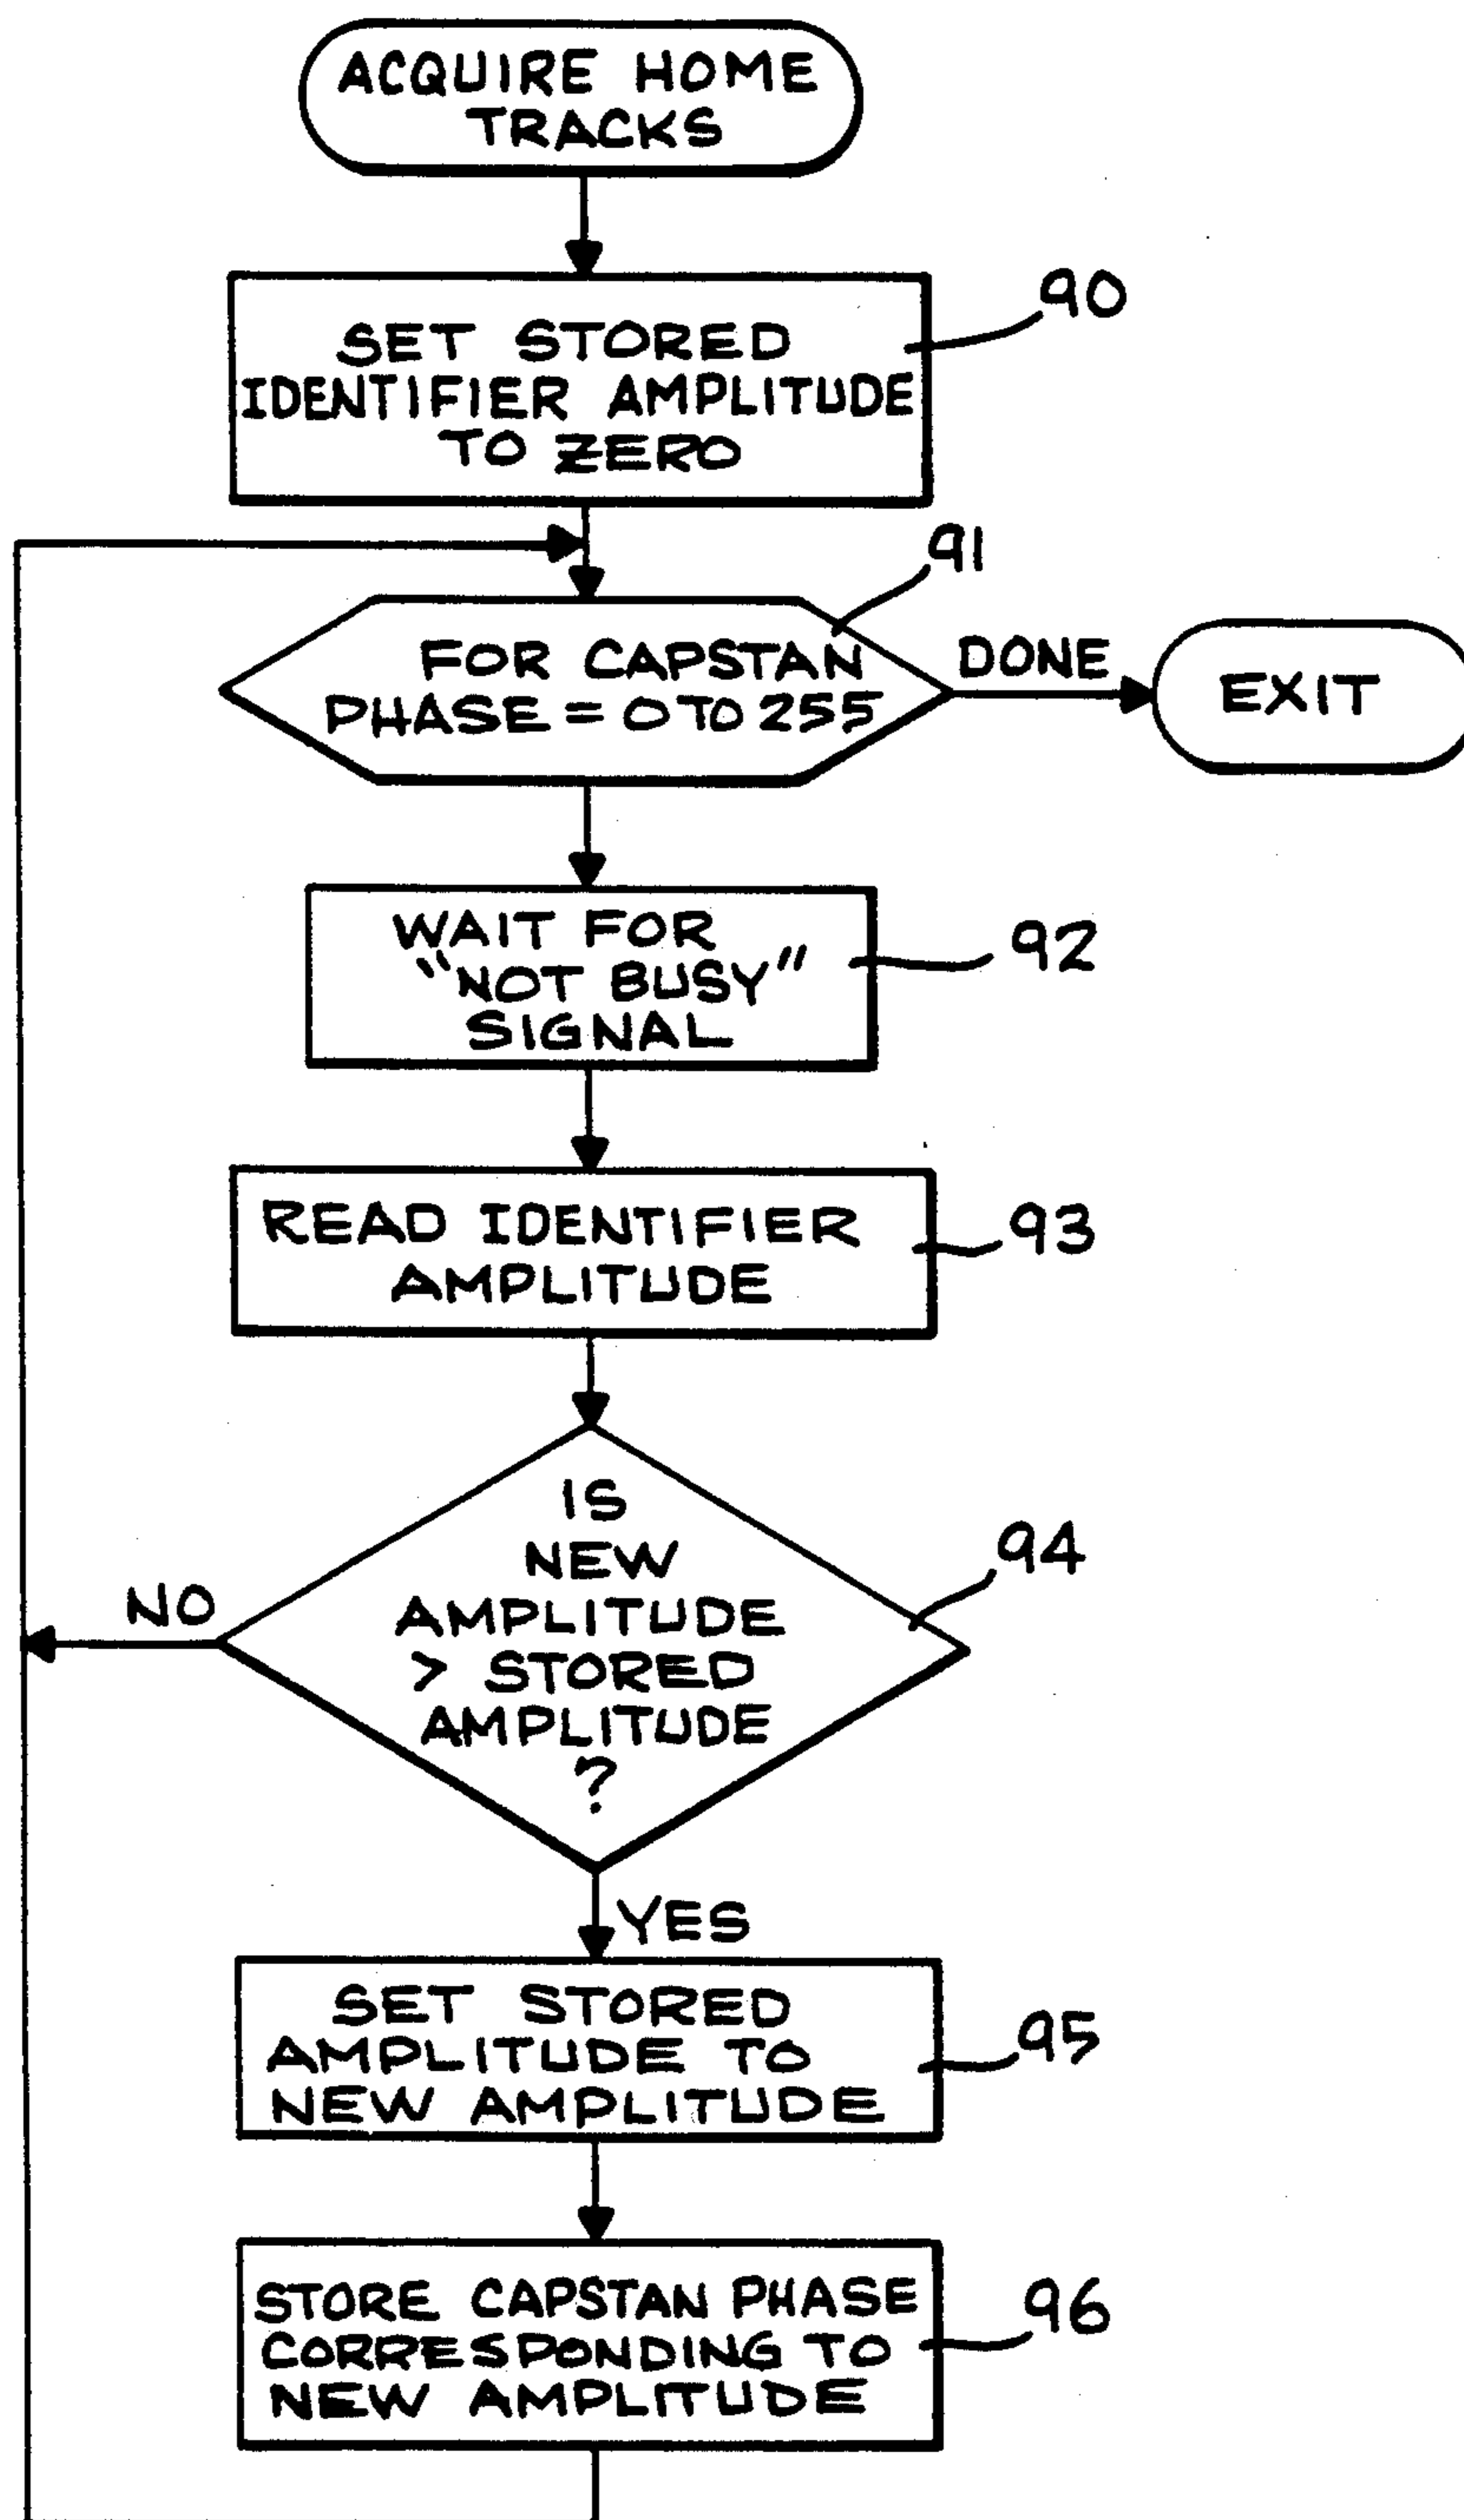 ACQUIRE HOME
TRACKS
90
SET STORED
IDENTIFIER AMPLITUDE
TO ZERO
91
FOR CAPSTAN
PHASE = 0 TO 255
DONE
EXIT
WAIT FOR
"NOT BUSY"
SIGNAL
92
READ IDENTIFIER
AMPLITUDE
93
IS
NEW
AMPLITUDE
> STORED
AMPLITUDE
?
94
NO
YES
SET STORED
AMPLITUDE TO
NEW AMPLITUDE
95
STORE CAPSTAN PHASE
CORRESPONDING TO
NEW AMPLITUDE
96